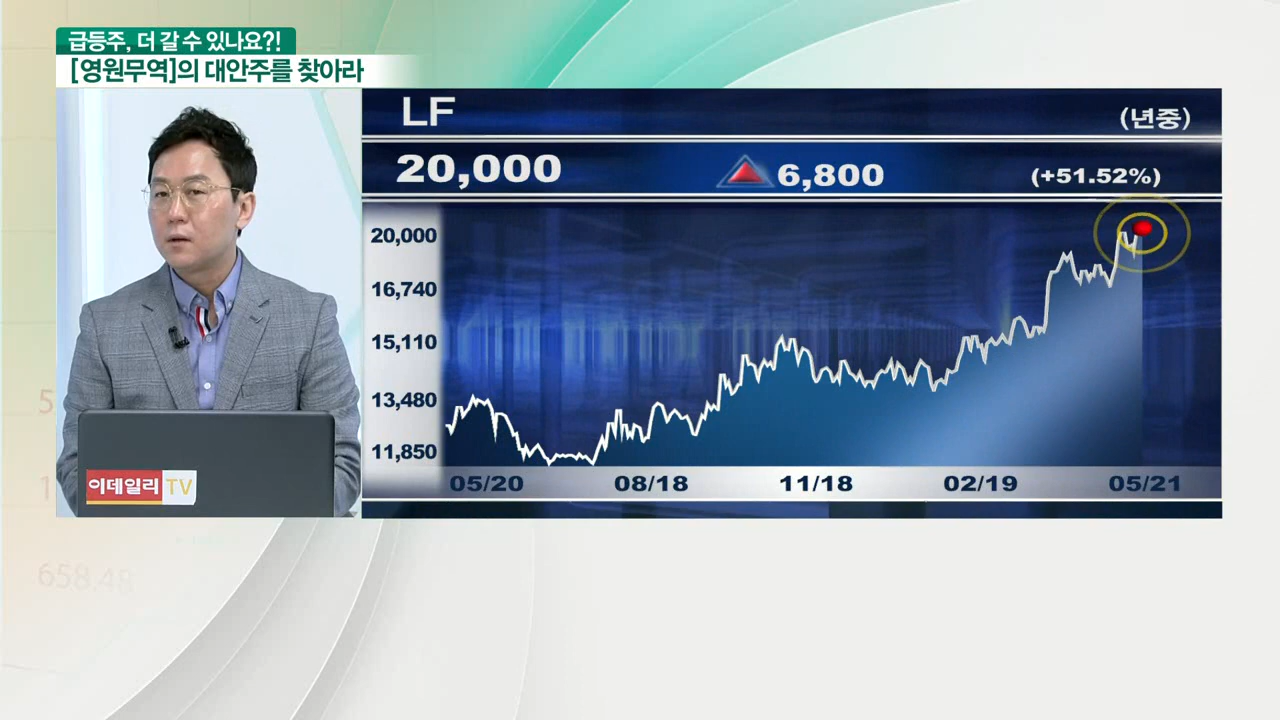 급등주, 더 갈 수 있나요?!
[영원무역]의 대안주를 찾아라
LF
(년중)
20,000
6,800
(+51.52%)
20,000
16,740
15,110
13,480
11,850
05/20
08/18
11/18
02/19
05/21
이데일리 TV
658.48